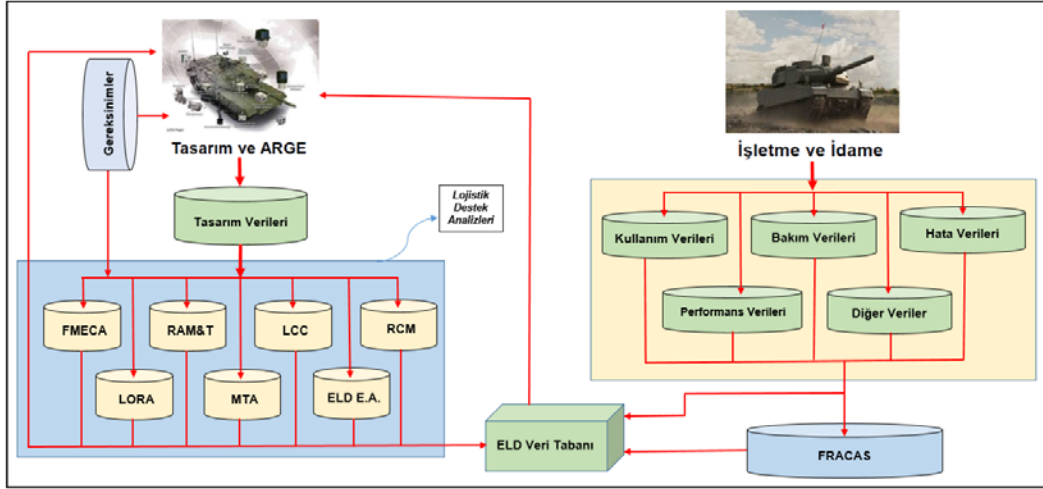 Gereksinimler
Tasarım ve ARGE
İşletme ve İdame
Lojistik
Destek
Analizleri
Tasarım Verileri
Kullanım Verileri
Bakım Verileri
Hata Verileri
Performans Verileri
Diğer Veriler
FMECA
RAM&T
LCC
RCM
LORA
MTA
ELD E.A.
ELD Veri Tabanı
FRACAS